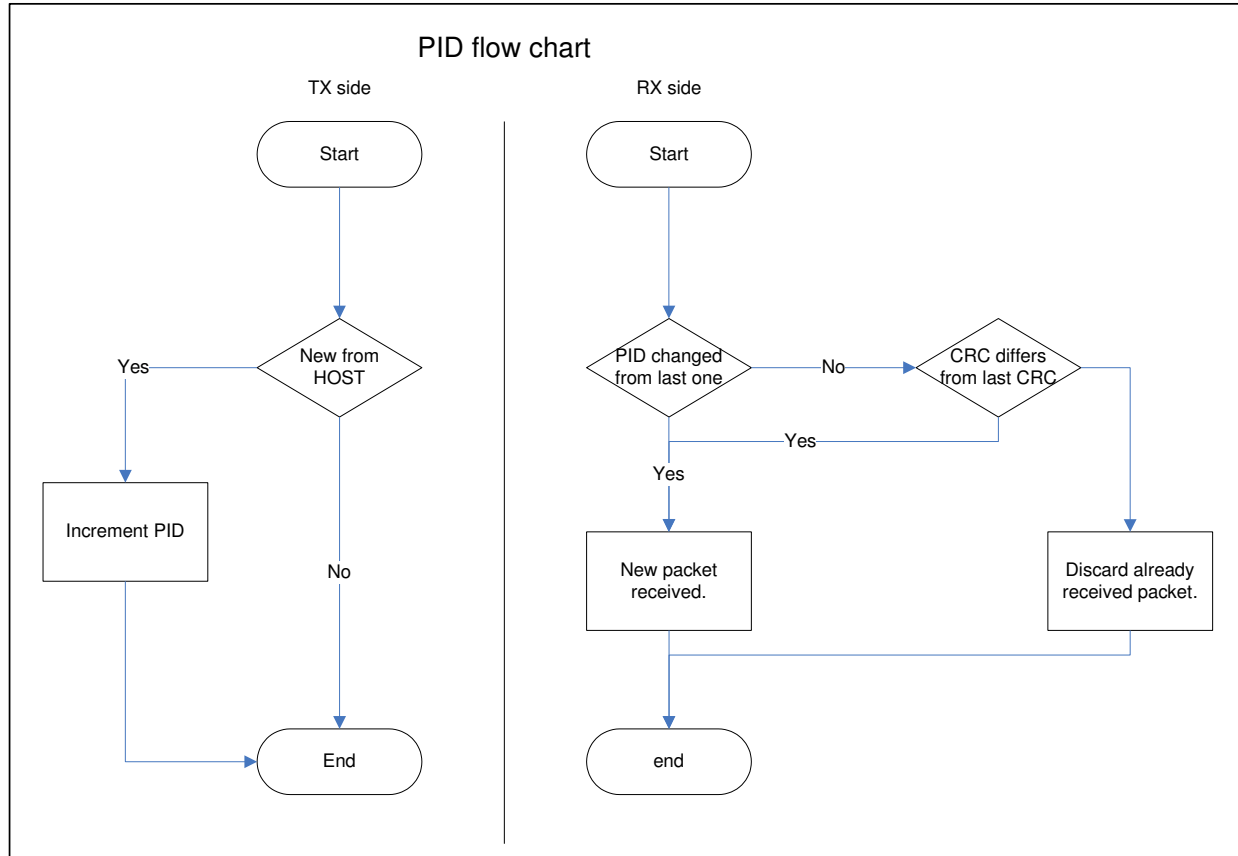 PID flow chart
TX side
RX side
Start
Start
New from
HOST
Yes
PID changed
from last one
No
CRC differs
from last CRC
Yes
Yes
Increment PID
No
New packet
received.
Discard already
received packet.
End
end